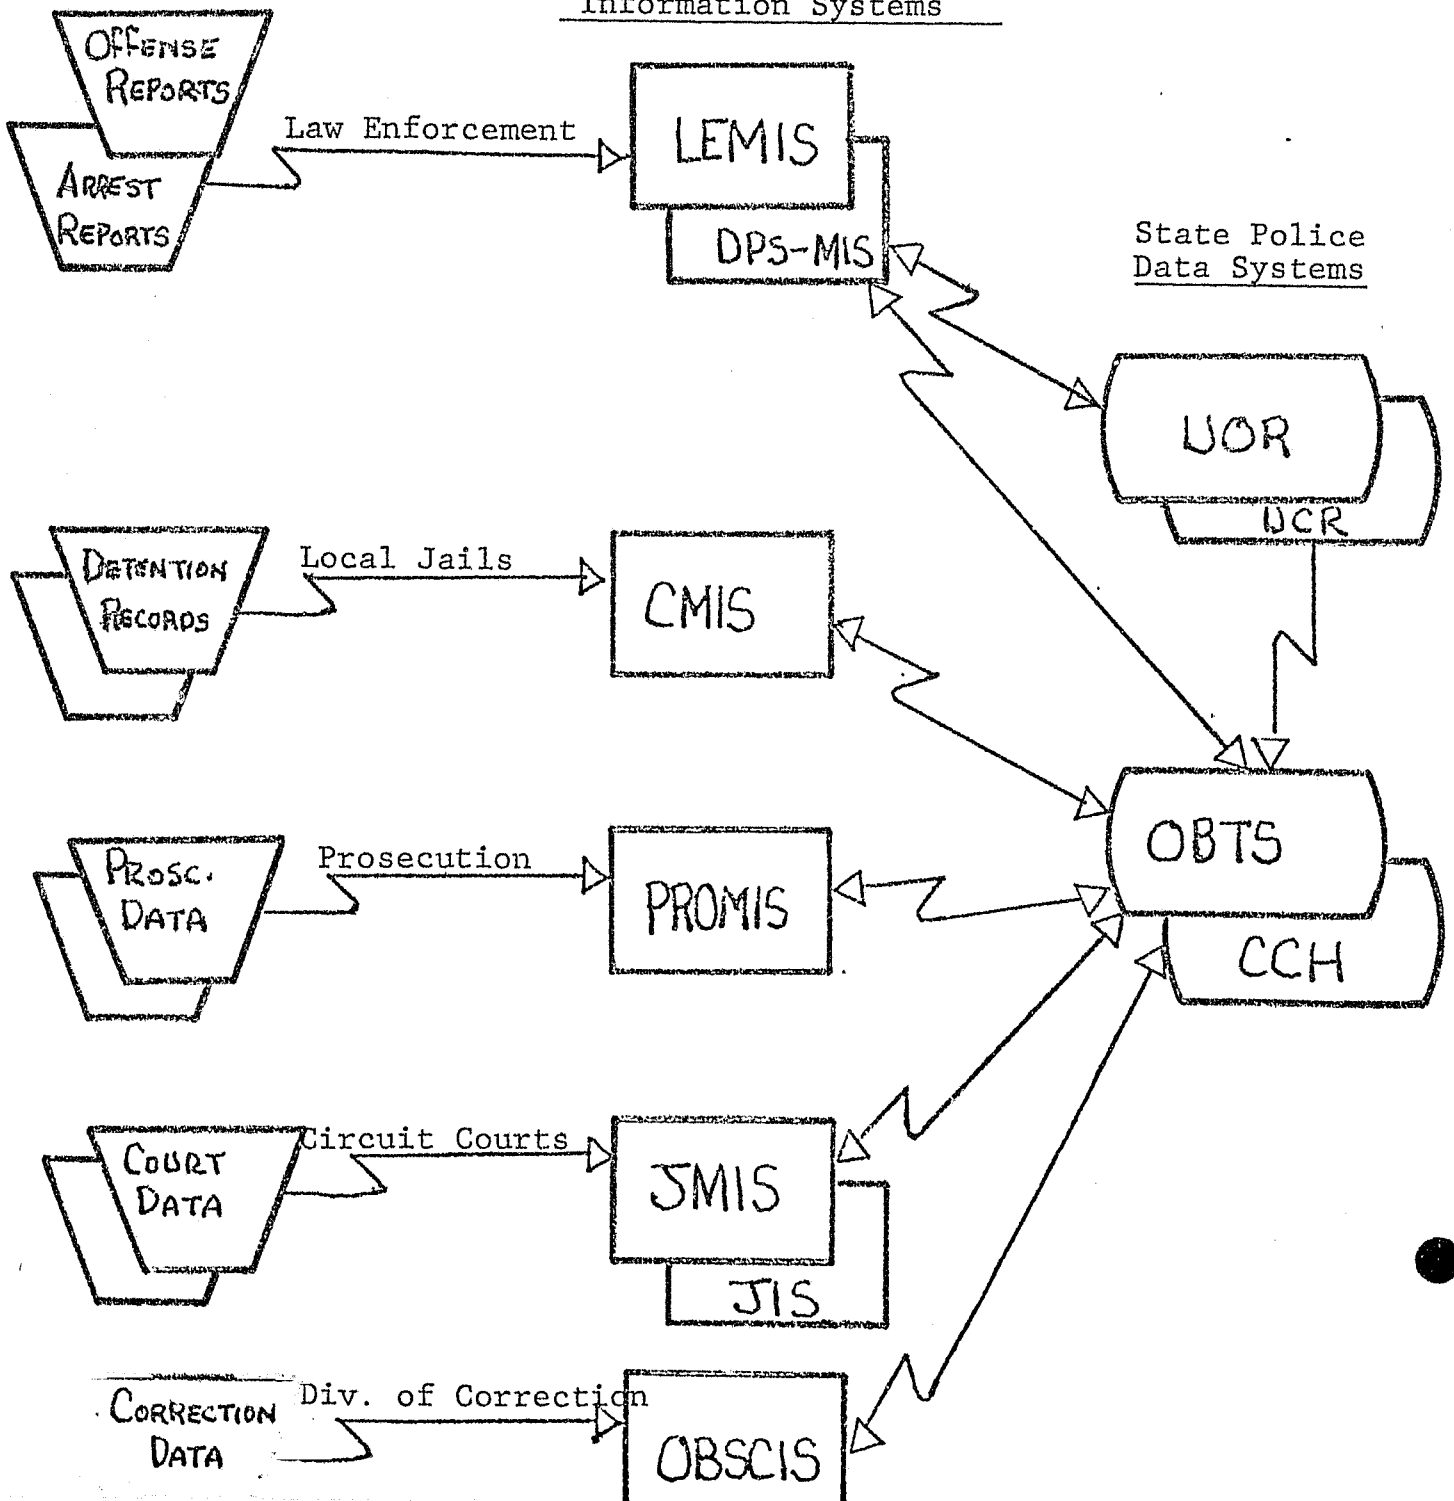 Information Systems
OFFENSE
REPORTS
ARREST
REPORTS
Law Enforcement
LEMIS
DPS-MIS
State Police
Data Systems
UOR
UCR
DETENTION
RECORDS
Local Jails
CMIS
PROSC.
DATA
Prosecution
PROMIS
OBTS
CCH
COURT
DATA
Circuit Courts
JMIS
JIS
CORRECTION
DATA
Div. of Correction
OBSCIS